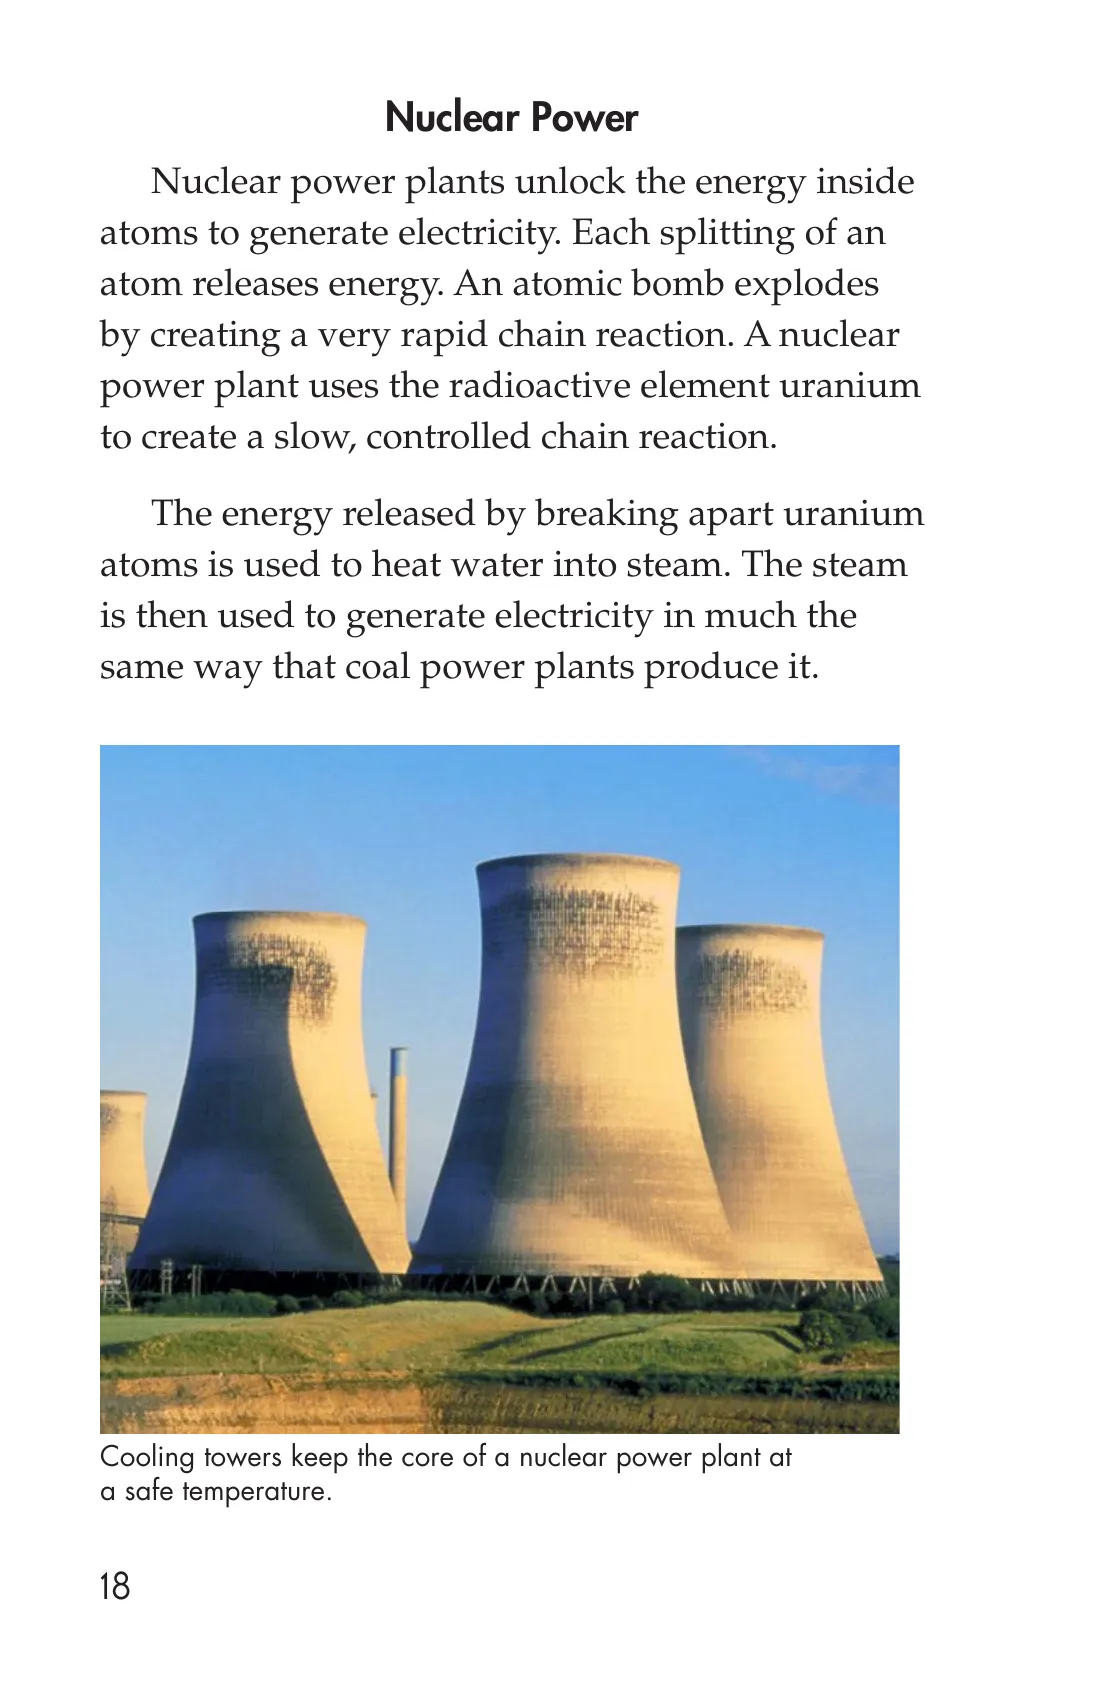 Nuclear Power
Nuclear power plants unlock the energy inside
atoms to generate electricity. Each splitting of an
atom releases energy. An atomic bomb explodes
by creating a very rapid chain reaction. A nuclear
power plant uses the radioactive element uranium
to create a slow, controlled chain reaction.
The energy released by breaking apart uranium
atoms is used to heat water into steam. The steam
is then used to generate electricity in much the
same way that coal power plants produce it.
Cooling towers keep the core of a nuclear power plant at
a safe temperature.
18